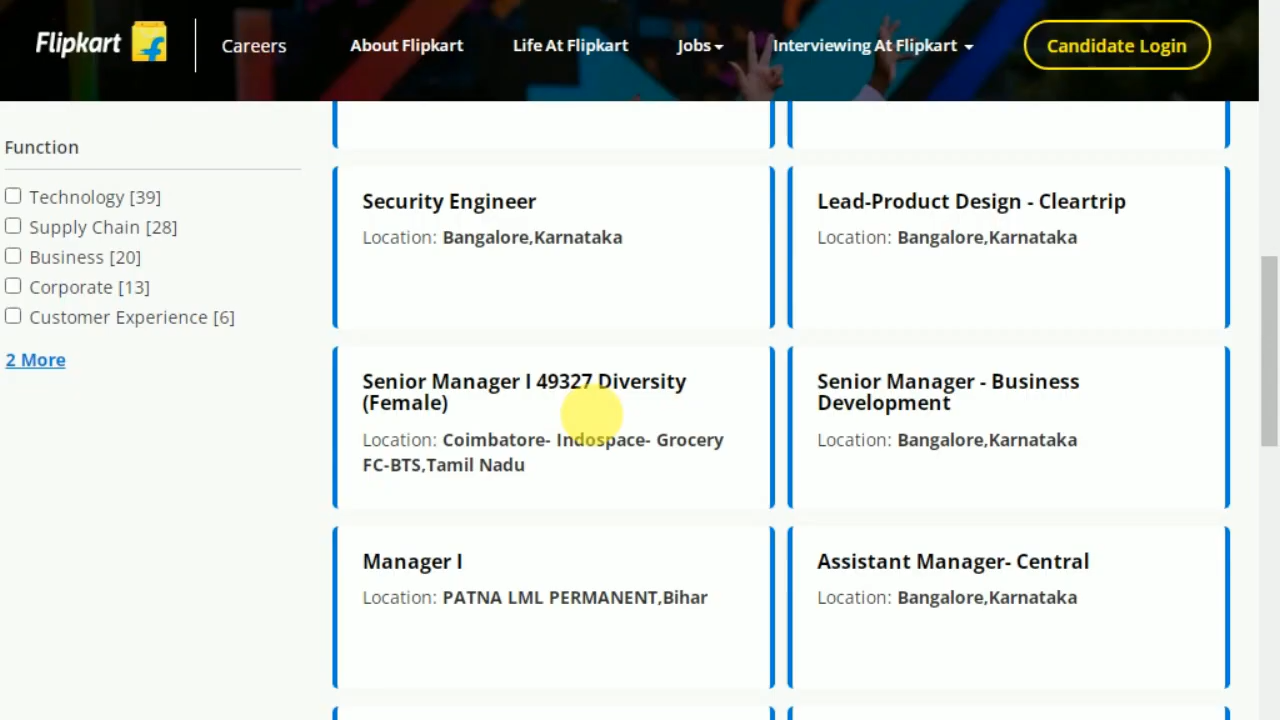 Flipkart
Careers
About Flipkart
Life At Flipkart
Jobs
Interviewing At Flipkart
Candidate Login
Function
Technology [39]
Supply Chain [28]
Business [20]
Corporate [13]
Customer Experience [6]
2 More
Security Engineer
Location: Bangalore,Karnataka
Lead-Product Design - Cleartrip
Location: Bangalore,Karnataka
Senior Manager I 49327 Diversity
(Female)
Location: Coimbatore- Indospace- Grocery
FC-BTS,Tamil Nadu
Senior Manager - Business
Development
Location: Bangalore,Karnataka
Manager I
Location: PATNA LML PERMANENT,Bihar
Assistant Manager- Central
Location: Bangalore,Karnataka